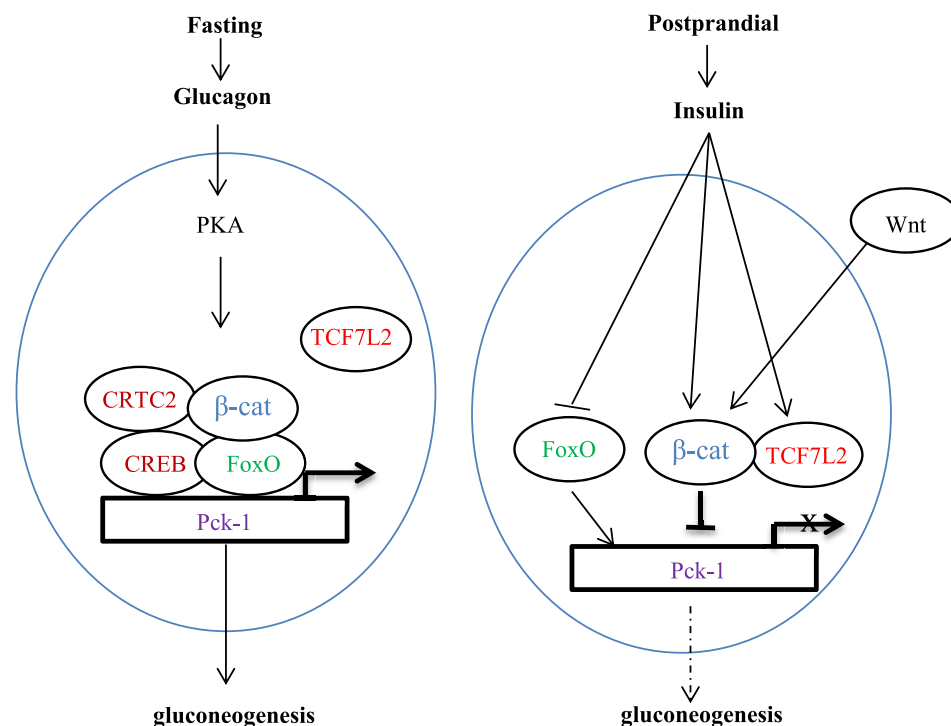 Fasting
Glucagon
PKA
TCF7L2
CRTC2
β-cat
CREB
FoxO
Pck-1
gluconeogenesis
Postprandial
Insulin
Wnt
FoxO
β-cat
TCF7L2
X
Pck-1
gluconeogenesis